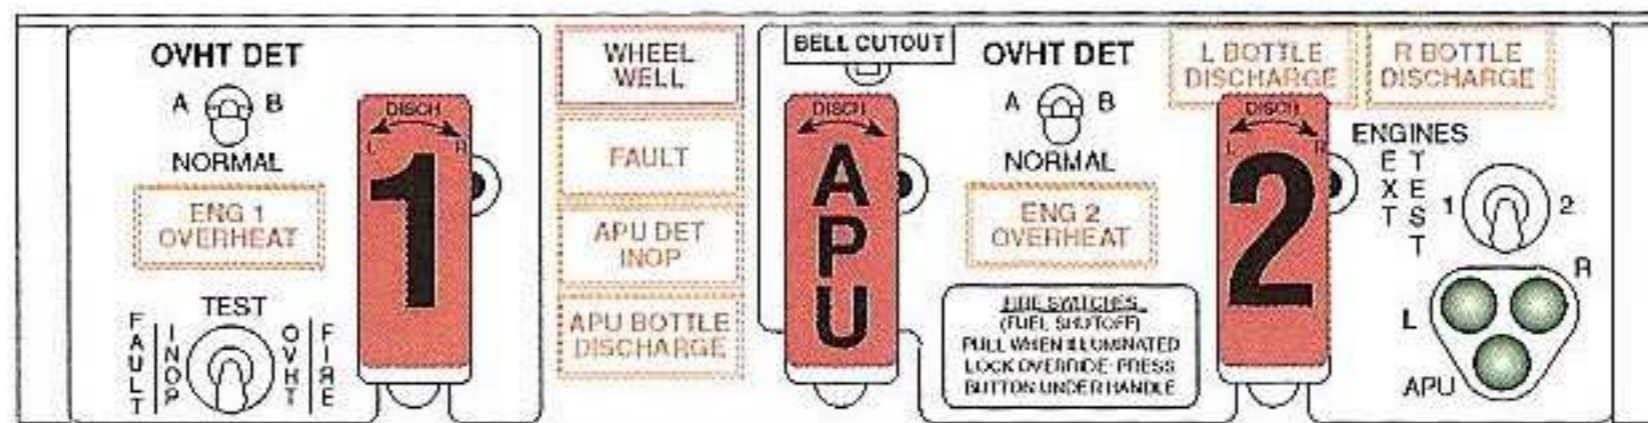 OVHT DET
A B
NORMAL
ENG 1
OVERHEAT
TEST
FAULT
INOP
OVHT
FIRE
DISCH
L R
1
WHEEL
WELL
FAULT
APU DET
INOP
APU BOTTLE
DISCHARGE
BELL CUTOUT
DISCH
APU
OVHT DET
A B
NORMAL
ENG 2
OVERHEAT
FIRE SWITCHES
(FUEL SHUTOFF)
PULL WHEN ILLUMINATED
LOCK OVERRIDE: PRESS
BUTTON UNDER HANDLE
L BOTTLE
DISCHARGE
R BOTTLE
DISCHARGE
DISCH
L R
2
ENGINES
EXT
TEST
1 2
L R
APU